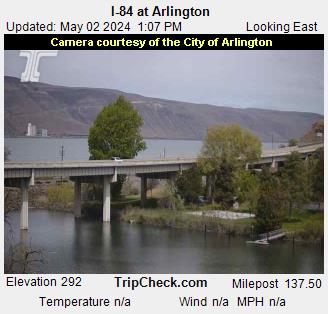 I-84 at Arlington
Updated: May 02 2024 1:07 PM Looking East
Camera courtesy of the City of Arlington
Elevation 292 TripCheck.com Milepost 137.50
Temperature n/a Wind n/a MPH n/a